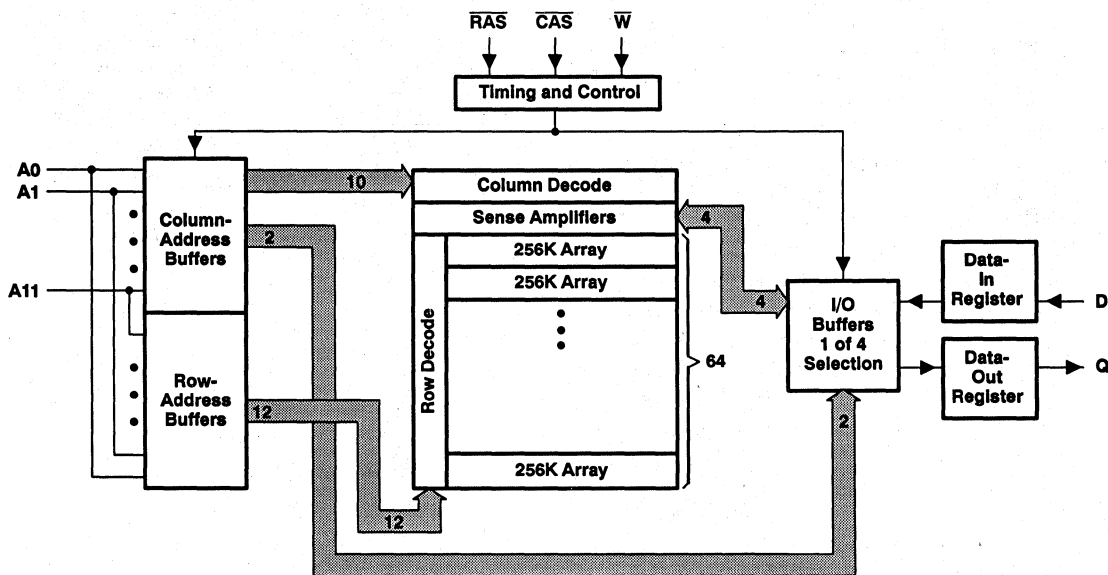 RAS CAS W
Timing and Control
A0
A1
A11
Column-
Address
Buffers
Row-
Address
Buffers
10
2
12
12
Column Decode
Sense Amplifiers
Row Decode
256K Array
256K Array
256K Array
64
4
4
2
I/O
Buffers
1 of 4
Selection
Data-
In
Register
D
Data-
Out
Register
Q